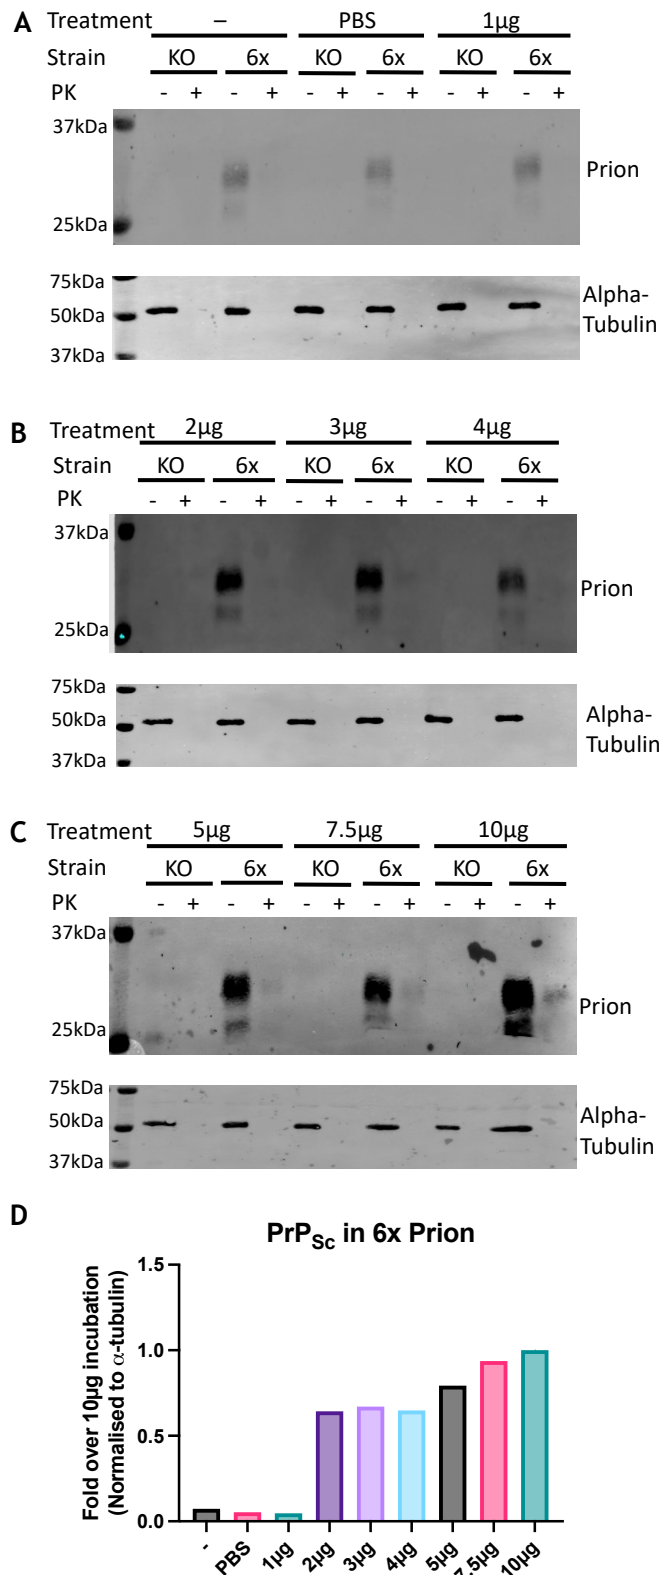 A Treatment – PBS 1µg
Strain KO 6x KO 6x KO 6x
PK - + - + - + - + - + - +
37kDa
Prion
25kDa
75kDa
Alpha-
50kDa
Tubulin
37kDa
B Treatment 2µg 3µg 4µg
Strain KO 6x KO 6x KO 6x
PK - + - + - + - + - + - +
37kDa
Prion
25kDa
75kDa
Alpha-
50kDa
Tubulin
37kDa
C Treatment 5µg 7.5µg 10µg
Strain KO 6x KO 6x KO 6x
PK - + - + - + - + - + - +
37kDa
Prion
25kDa
75kDa
Alpha-
50kDa
Tubulin
37kDa
D
PrPSc in 6x Prion
Fold over 10µg incubation
(Normalised to α-tubulin)
1.5
1.0
0.5
0.0
- PBS 1µg 2µg 3µg 4µg 5µg 7.5µg 10µg